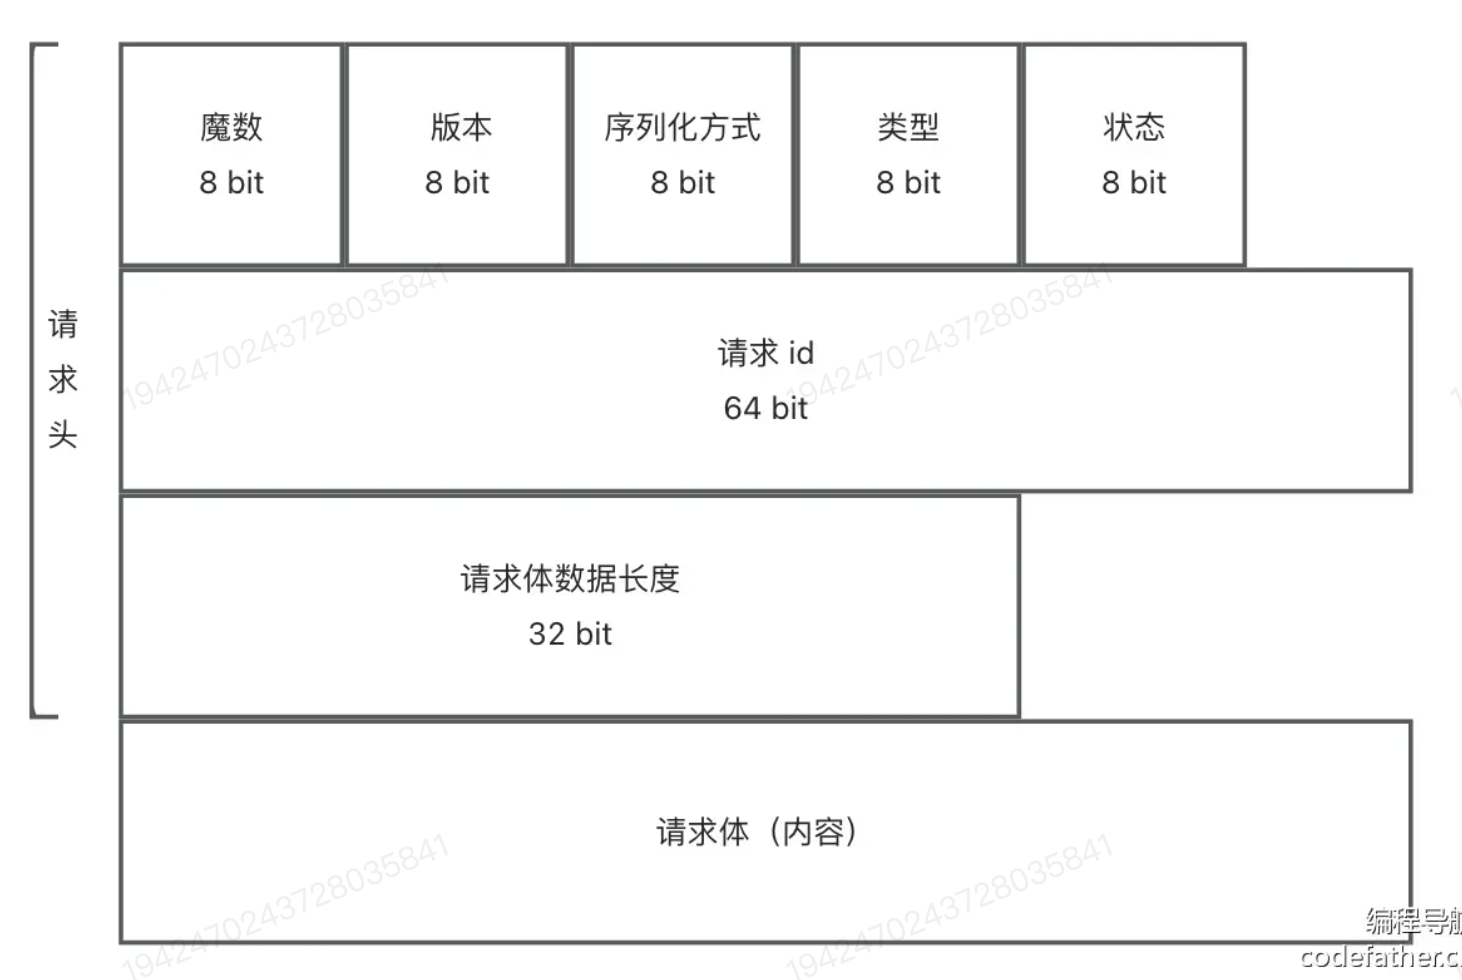 魔数
8 bit
版本
8 bit
序列化方式
8 bit
类型
8 bit
状态
8 bit
请求头
请求 id
64 bit
请求体数据长度
32 bit
请求体（内容）
1942470243728035841
1942470243728035841
1942470243728035841
1942470243728035841
编程导航
codefather.c